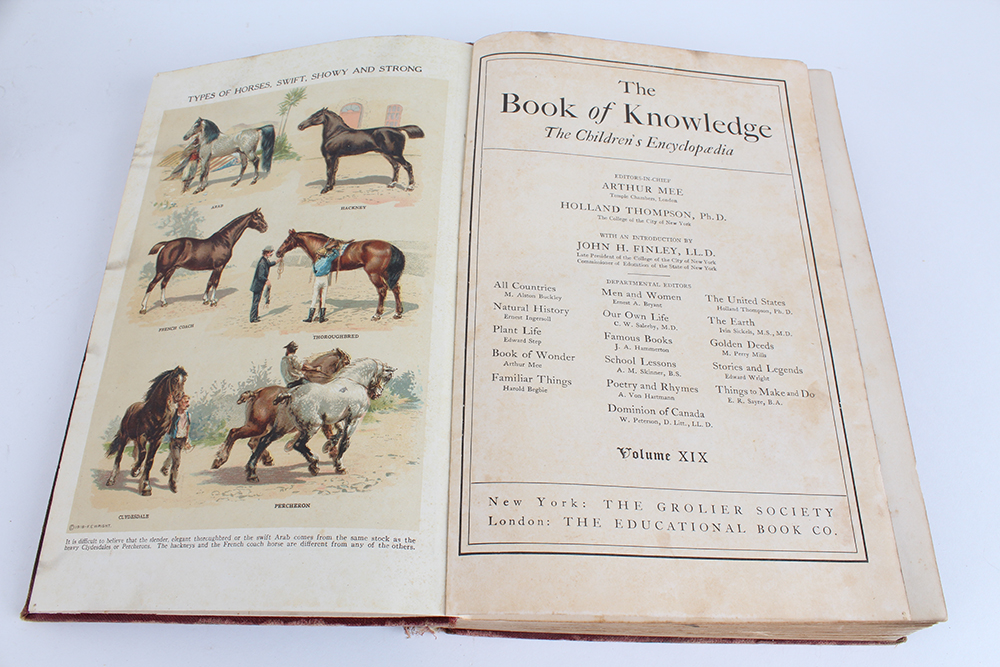 TYPES OF HORSES, SWIFT, SHOWY AND STRONG
ARAB
HACKNEY
FRENCH COACH
THOROUGHBRED
CLYDESDALE
PERCHERON
It is difficult to believe that the slender, elegant thoroughbred or the swift Arab comes from the same stock as the
heavy Clydesdales or Percherons. The hackneys and the French coach horse are different from any of the others.
The
Book of Knowledge
The Children's Encyclopædia
EDITORS-IN-CHIEF
ARTHUR MEE
Temple Chambers, London
HOLLAND THOMPSON, Ph. D.
The College of the City of New York
WITH AN INTRODUCTION BY
JOHN H. FINLEY, LL. D.
Late President of the College of the City of New York
Commissioner of Education of the State of New York
DEPARTMENTAL EDITORS
All Countries
M. Alston Buckley
Natural History
Ernest Ingersoll
Plant Life
Edward Step
Book of Wonder
Arthur Mee
Familiar Things
Harold Begbie
Men and Women
Ernest A. Bryant
Our Own Life
C. W. Saleeby, M.D.
Famous Books
J. A. Hammerton
School Lessons
A. M. Skinner, B.S.
Poetry and Rhymes
A. Von Hartmann
Dominion of Canada
W. Peterson, D. Litt., LL. D.
The United States
Holland Thompson, Ph. D.
The Earth
Ivin Sickels, M.S., M.D.
Golden Deeds
M. Perry Mills
Stories and Legends
Edward Wright
Things to Make and Do
E. R. Sayre, B.A.
Volume XIX
New York: THE GROLIER SOCIETY
London: THE EDUCATIONAL BOOK CO.